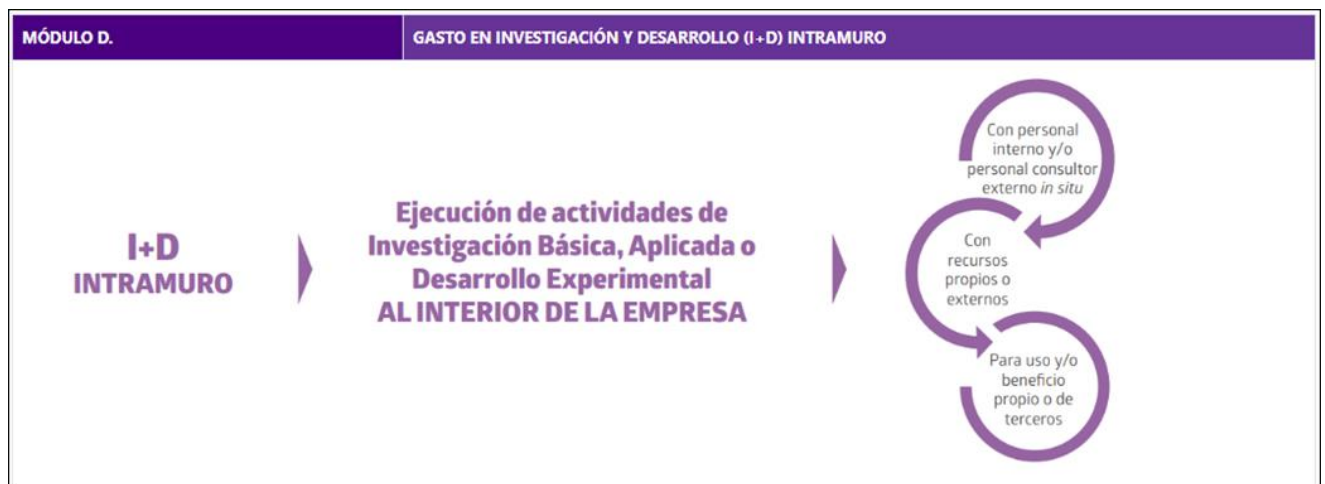 MÓDULO D.
GASTO EN INVESTIGACIÓN Y DESARROLLO (I+D) INTRAMURO
I+D
INTRAMURO
Ejecución de actividades de
Investigación Básica, Aplicada o
Desarrollo Experimental
AL INTERIOR DE LA EMPRESA
Con personal
interno y/o
personal consultor
externo in situ
Con
recursos
propios o
externos
Para uso y/o
beneficio
propio o de
terceros